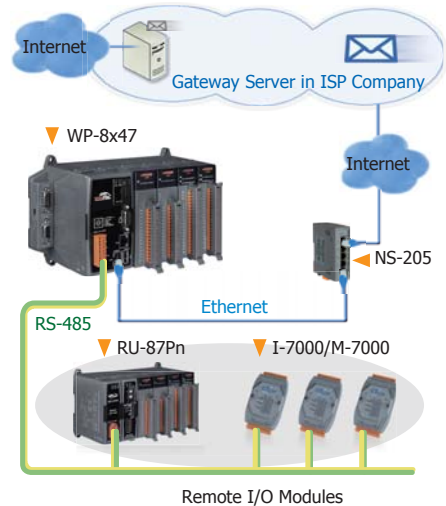 Internet
Gateway Server in ISP Company
WP-8x47
Internet
NS-205
Ethernet
RS-485
RU-87Pn
I-7000/M-7000
Remote I/O Modules